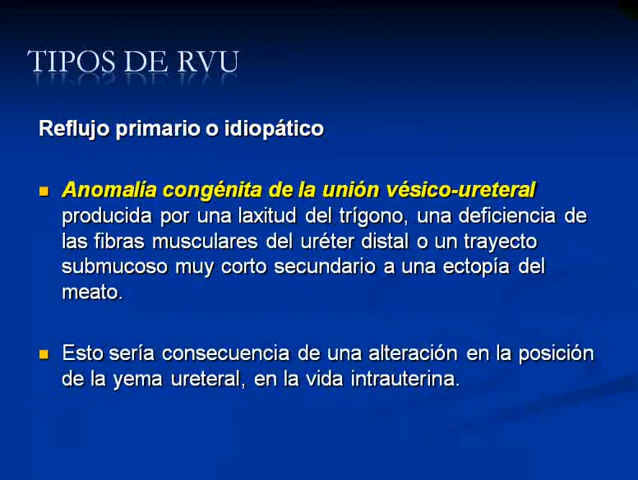 TIPOS DE RVU
Reflujo primario o idiopático
Anomalía congénita de la unión vésico-ureteral
producida por una laxitud del trígono, una deficiencia de
las fibras musculares del uréter distal o un trayecto
submucoso muy corto secundario a una ectopía del
meato.
Esto sería consecuencia de una alteración en la posición
de la yema ureteral, en la vida intrauterina.